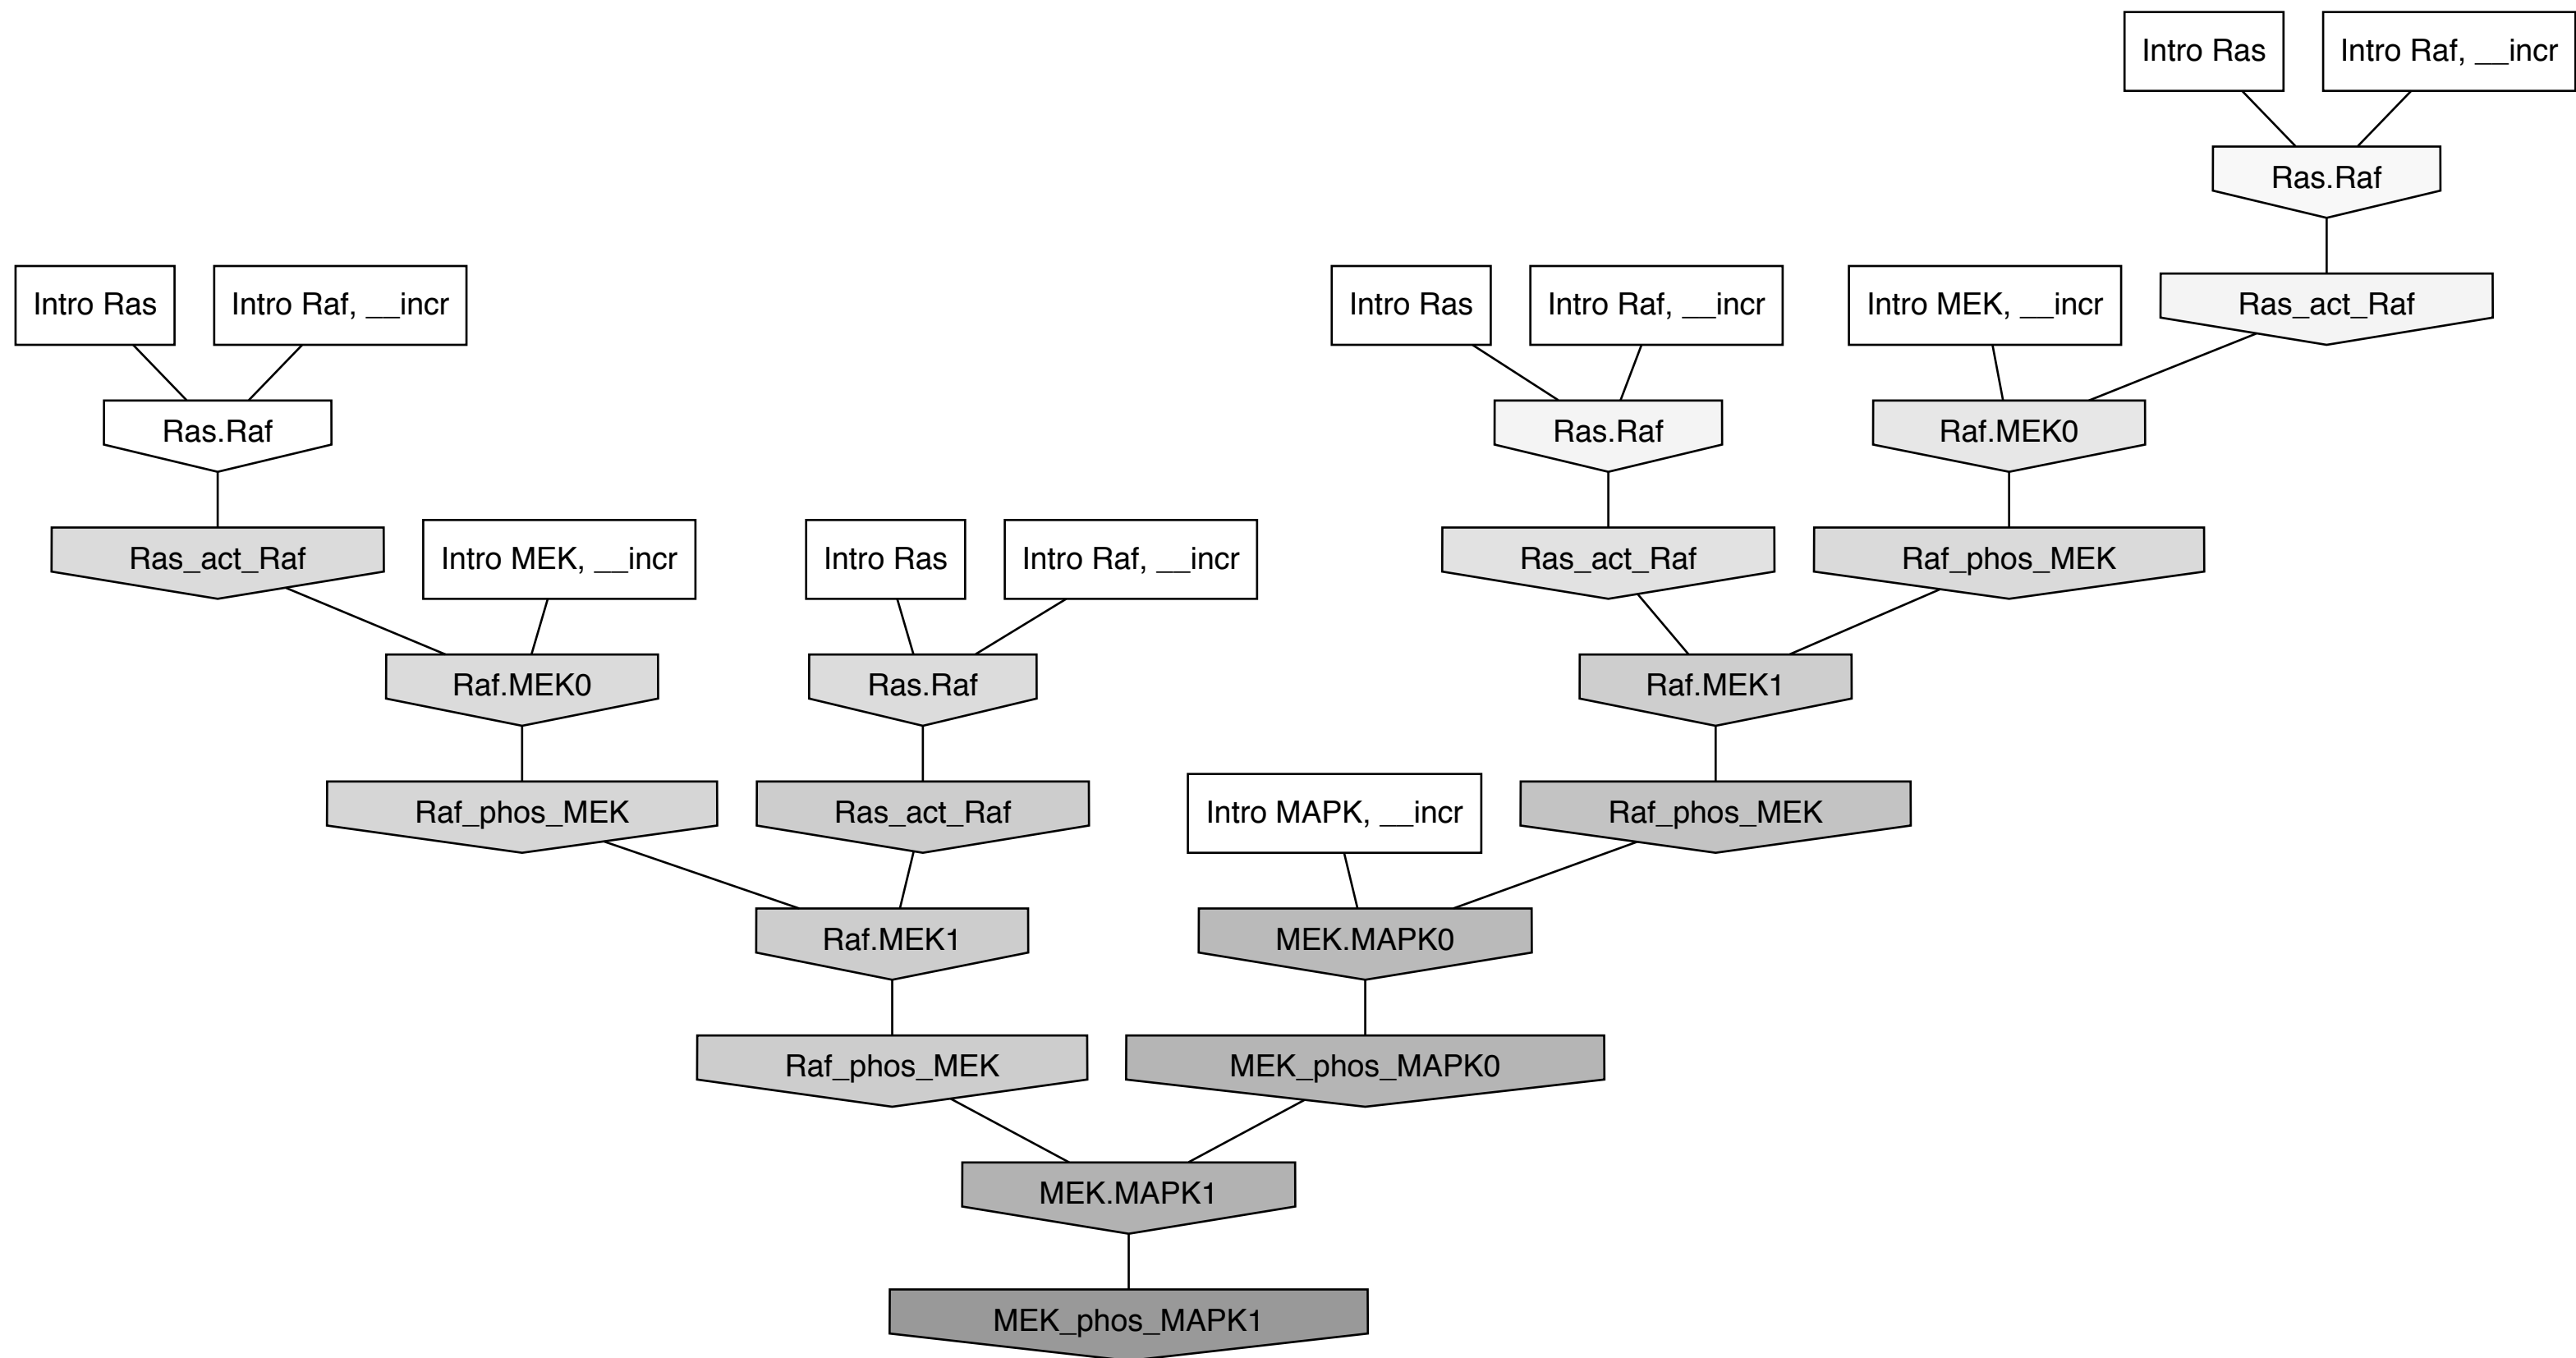 Intro Ras
Intro Raf, __incr
Ras.Raf
Intro Ras
Intro Raf, __incr
Intro Ras
Intro Raf, __incr
Intro MEK, __incr
Ras_act_Raf
Ras.Raf
Ras.Raf
Raf.MEK0
Ras_act_Raf
Intro MEK, __incr
Intro Ras
Intro Raf, __incr
Ras_act_Raf
Raf_phos_MEK
Raf.MEK0
Ras.Raf
Raf.MEK1
Raf_phos_MEK
Ras_act_Raf
Intro MAPK, __incr
Raf_phos_MEK
Raf.MEK1
MEK.MAPK0
Raf_phos_MEK
MEK_phos_MAPK0
MEK.MAPK1
MEK_phos_MAPK1